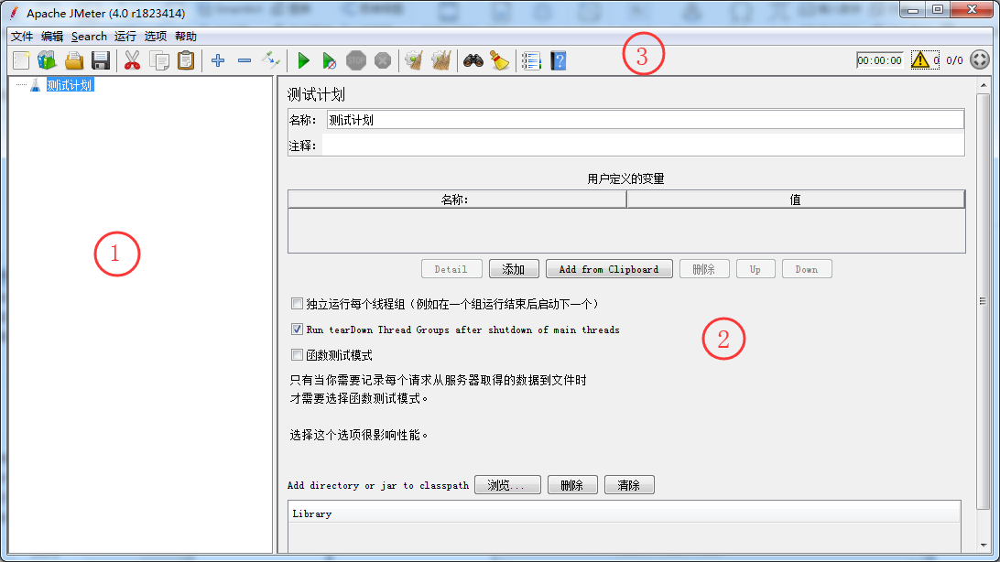 Apache JMeter (4.0 r1823414)
文件 编辑 Search 运行 选项 帮助
STOP
00:00:00 0 0/0
3
测试计划
测试计划
名称： 测试计划
注释：
用户定义的变量
名称： 值
1
Detail 添加 Add from Clipboard 删除 Up Down
独立运行每个线程组（例如在一个组运行结束后启动下一个）
Run tearDown Thread Groups after shutdown of main threads
2
函数测试模式
只有当你需要记录每个请求从服务器取得的数据到文件时
才需要选择函数测试模式。
选择这个选项很影响性能。
Add directory or jar to classpath 浏览... 删除 清除
Library